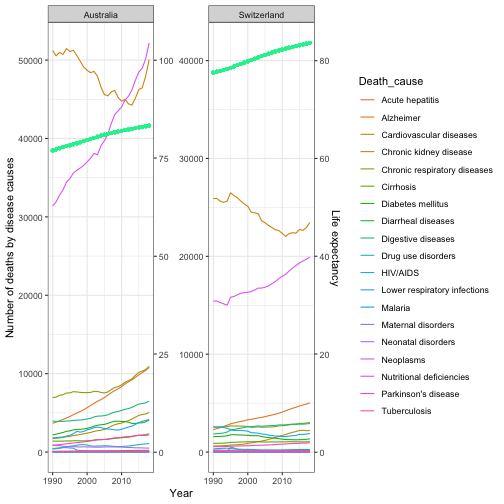 Australia
Switzerland
Number of deaths by disease causes
50000
40000
30000
20000
10000
0
100
75
50
25
0
40000
30000
20000
10000
0
80
60
40
20
0
Life expectancy
1990 2000 2010
1990 2000 2010
Year
Death_cause
Acute hepatitis
Alzheimer
Cardiovascular diseases
Chronic kidney disease
Chronic respiratory diseases
Cirrhosis
Diabetes mellitus
Diarrheal diseases
Digestive diseases
Drug use disorders
HIV/AIDS
Lower respiratory infections
Malaria
Maternal disorders
Neonatal disorders
Neoplasms
Nutritional deficiencies
Parkinson's disease
Tuberculosis